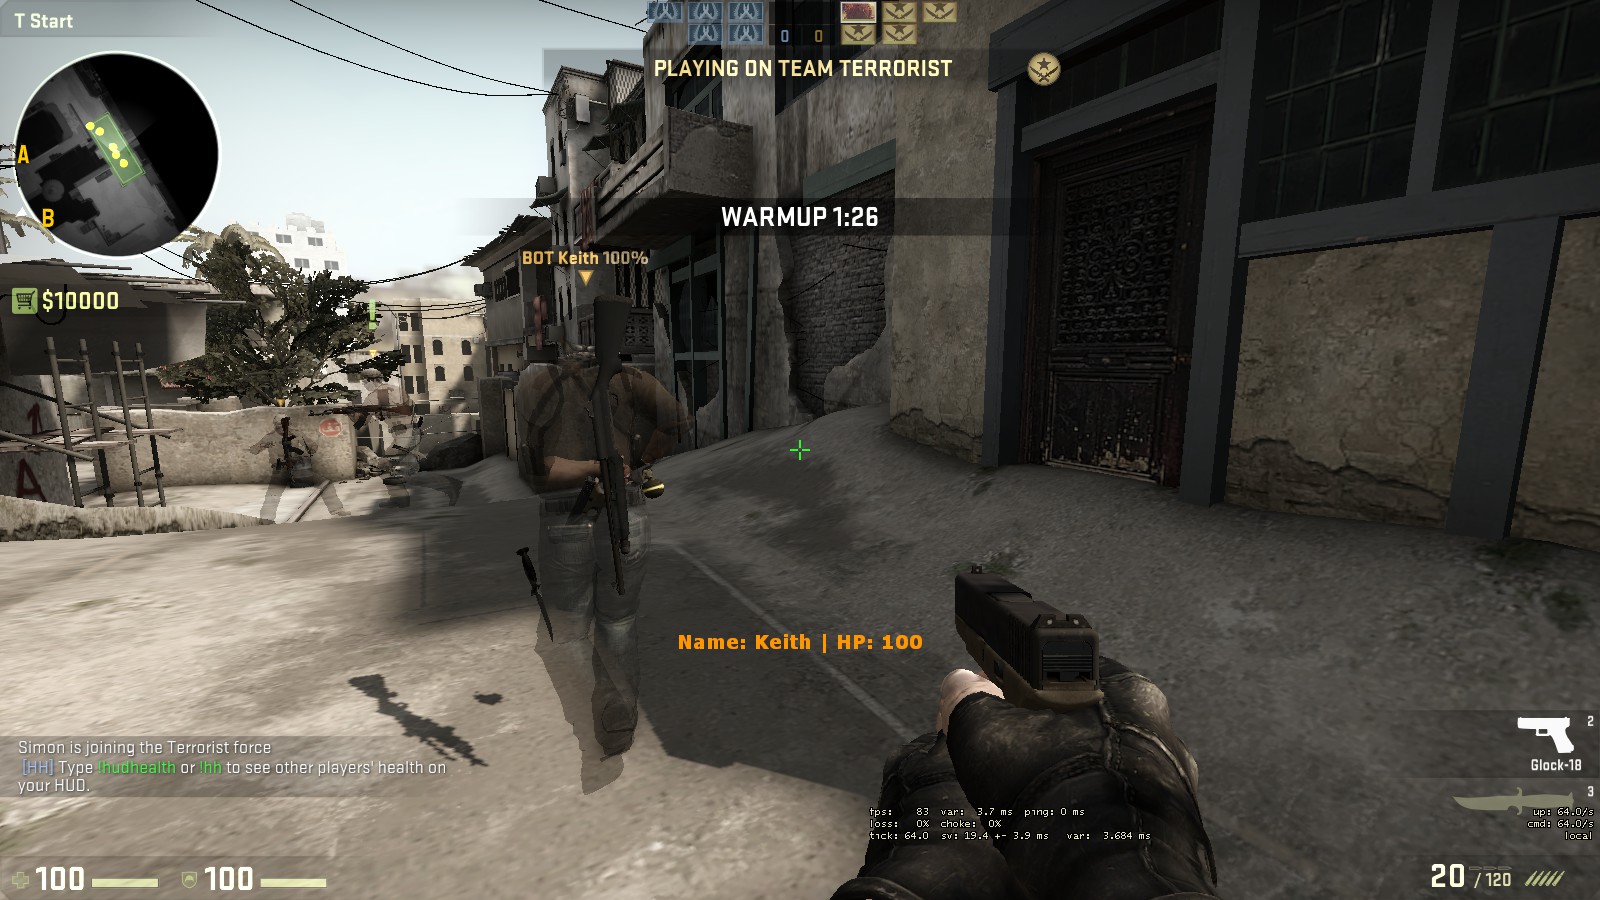 T Start
0 0
PLAYING ON TEAM TERRORIST
A
B
WARMUP 1:26
BOT Keith 100%
$10000
1
A
Name: Keith | HP: 100
Simon is joining the Terrorist force
[HH] Type !hudhealth or !hh to see other players' health on
your HUD.
2
Glock-18
3
fps: 83 var: 3.7 ms ping: 0 ms
loss: 0% choke: 0%
tick: 64.0 sv: 19.4 +- 3.9 ms var: 3.684 ms
up: 64.0/s
cmd: 64.0/s
local
100 100
20 / 120